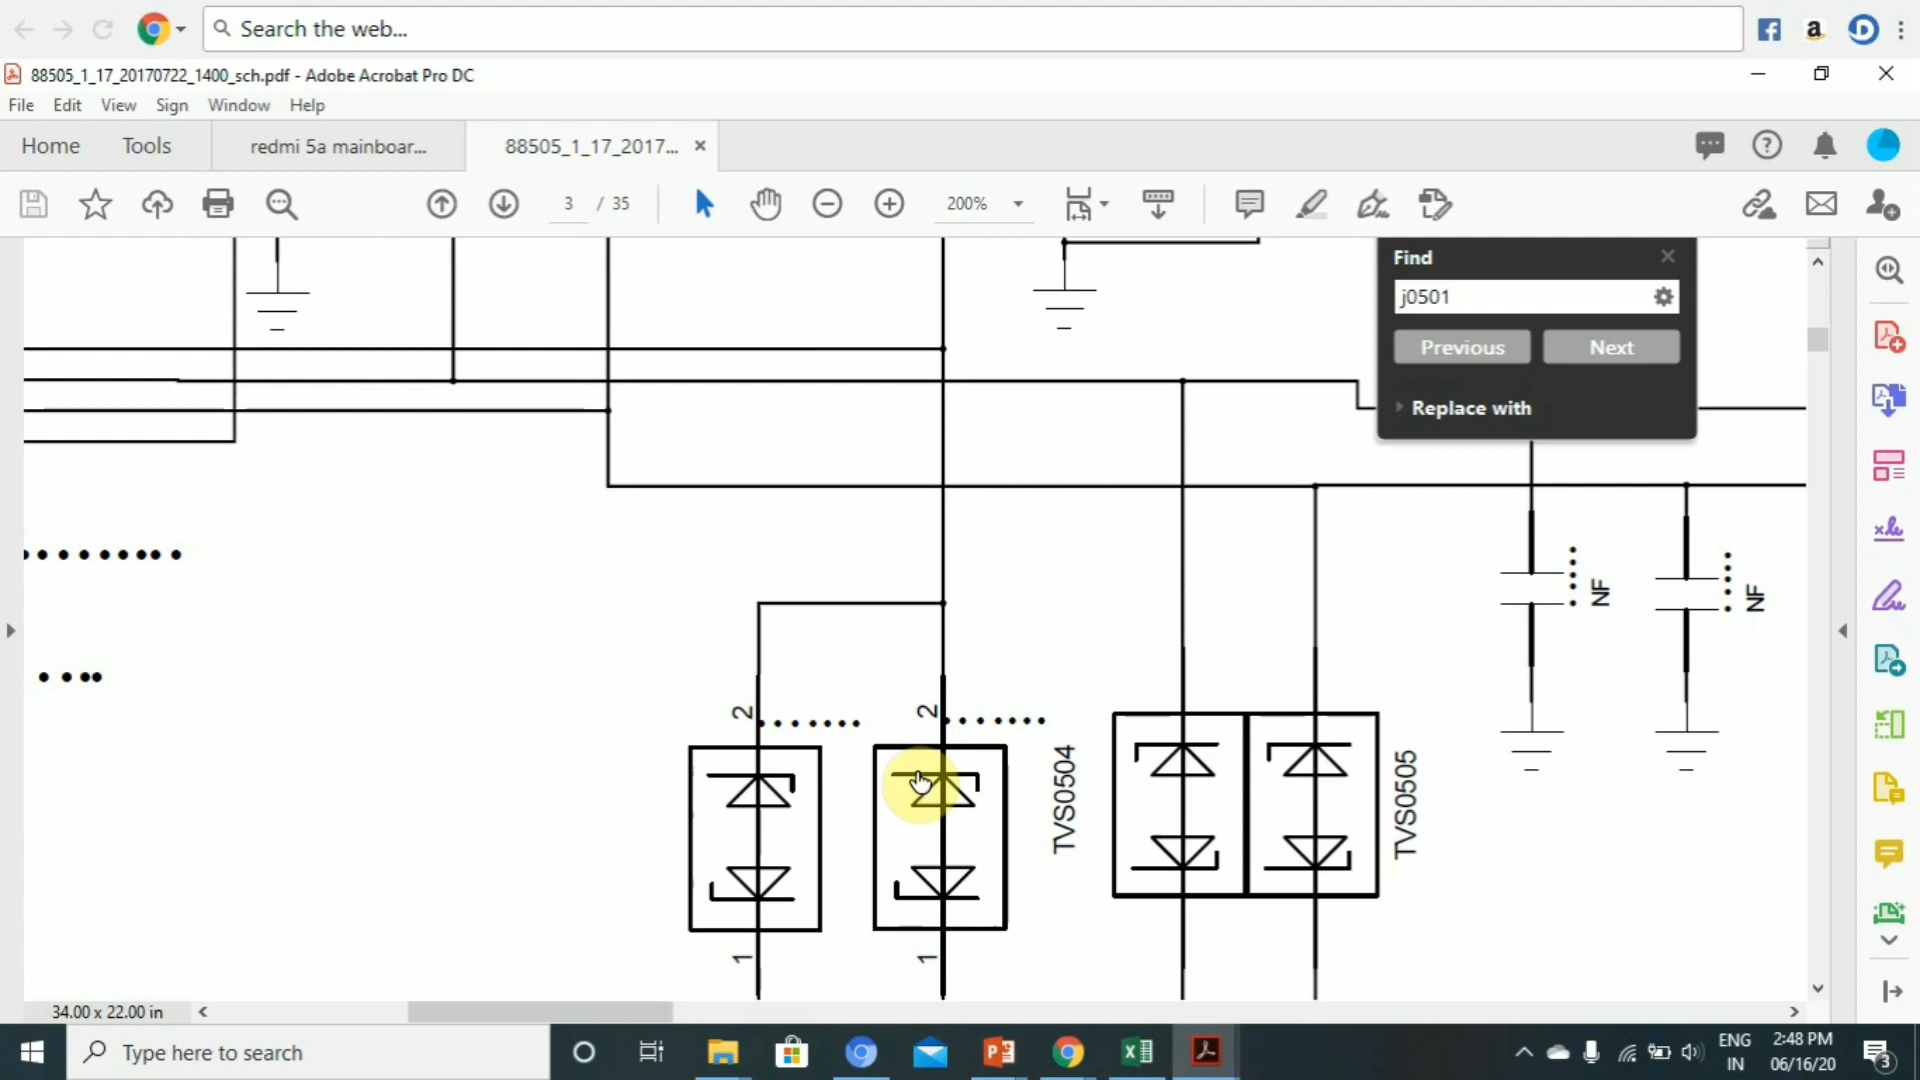 Search the web...
88505_1_17_20170722_1400_sch.pdf - Adobe Acrobat Pro DC
File Edit View Sign Window Help
Home Tools redmi 5a mainboar... 88505_1_17_2017...
3 / 35 200%
Find
j0501
Previous Next
Replace with
NF
NF
2
2
TVS0504
TVS0505
1
1
34.00 x 22.00 in
Type here to search
ENG
IN
2:48 PM
06/16/20
3